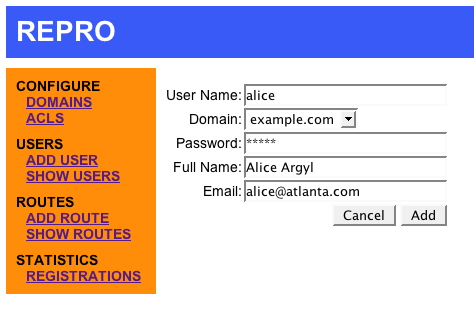 REPRO
CONFIGURE
DOMAINS
ACLS
USERS
ADD USER
SHOW USERS
ROUTES
ADD ROUTE
SHOW ROUTES
STATISTICS
REGISTRATIONS
User Name: alice
Domain: example.com
Password: *****
Full Name: Alice Argyl
Email: alice@atlanta.com
Cancel Add